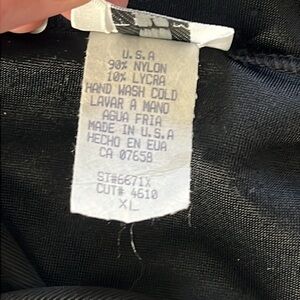 U.S.A
90% NYLON
10% LYCRA
HAND WASH COLD
LAVAR A MANO
AGUA FRIA
MADE IN U.S.A
HECHO EN EUA
CA 07658
ST#6671X
CUT# 4610
XL